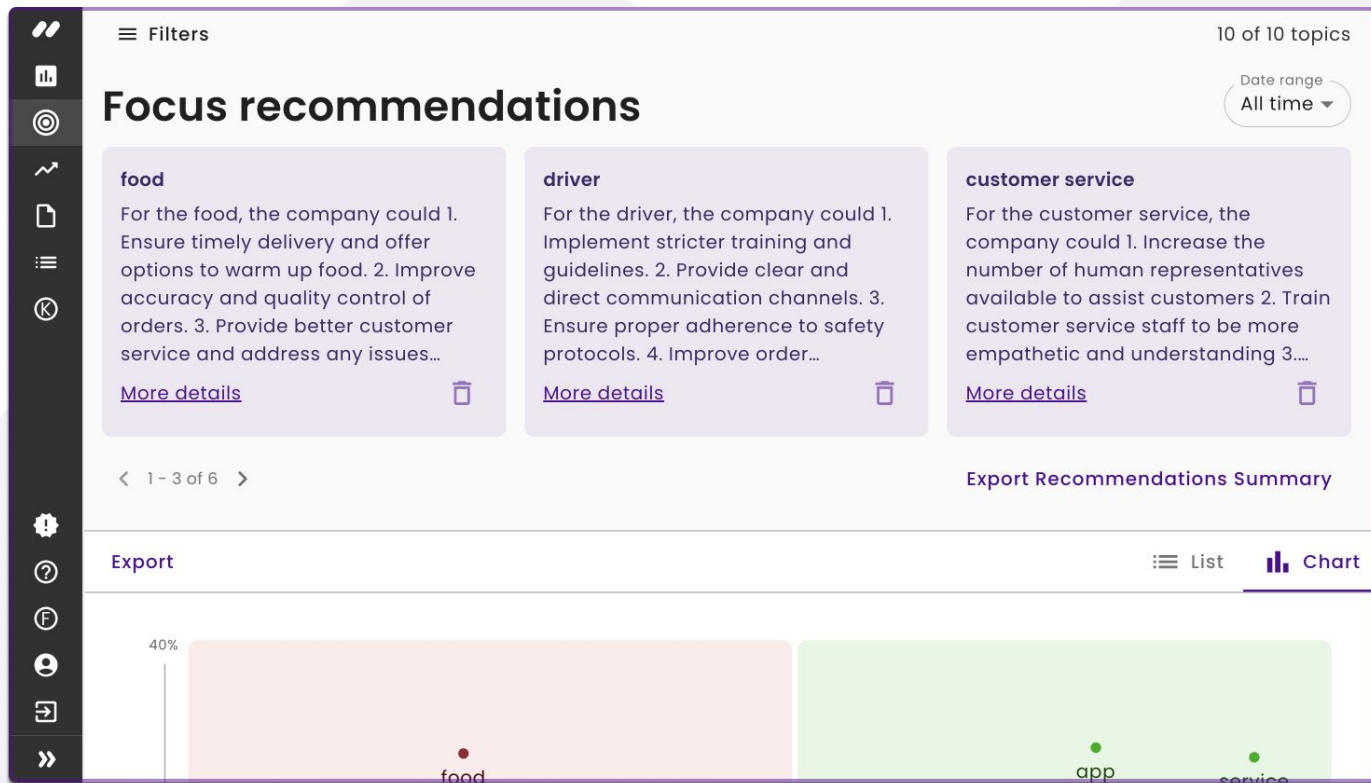 Filters
10 of 10 topics
Focus recommendations
Date range
All time
food
For the food, the company could 1.
Ensure timely delivery and offer
options to warm up food. 2. Improve
accuracy and quality control of
orders. 3. Provide better customer
service and address any issues...
More details
driver
For the driver, the company could 1.
Implement stricter training and
guidelines. 2. Provide clear and
direct communication channels. 3.
Ensure proper adherence to safety
protocols. 4. Improve order...
More details
customer service
For the customer service, the
company could 1. Increase the
number of human representatives
available to assist customers 2. Train
customer service staff to be more
empathetic and understanding 3....
More details
1 - 3 of 6
Export Recommendations Summary
Export
List
Chart
40%
food
app
service
K
F